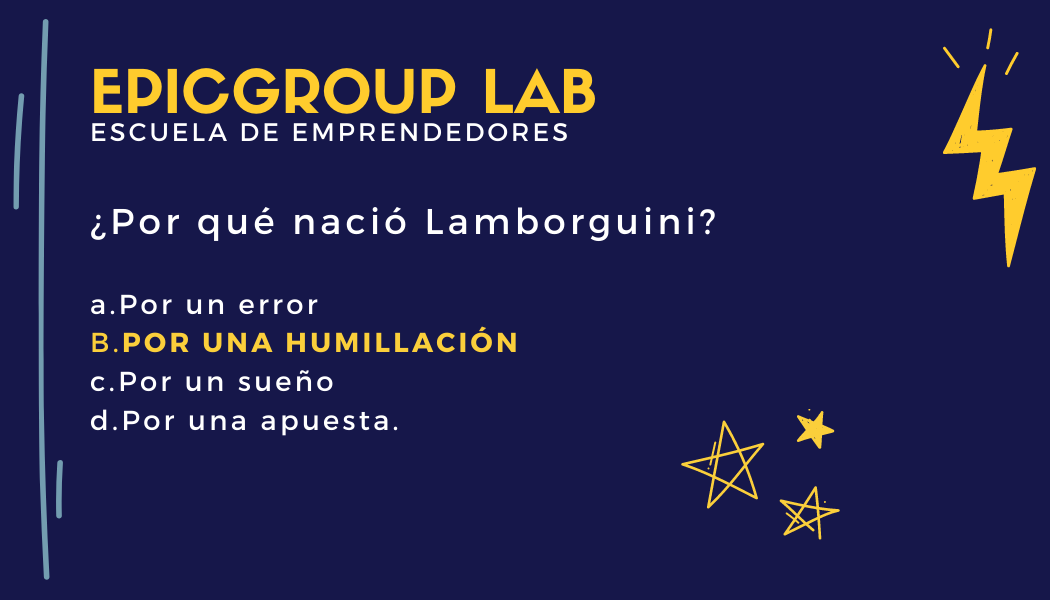 EPICGROUP LAB
ESCUELA DE EMPRENDEDORES
¿Por qué nació Lamborguini?
a.Por un error
B.POR UNA HUMILLACIÓN
c.Por un sueño
d.Por una apuesta.